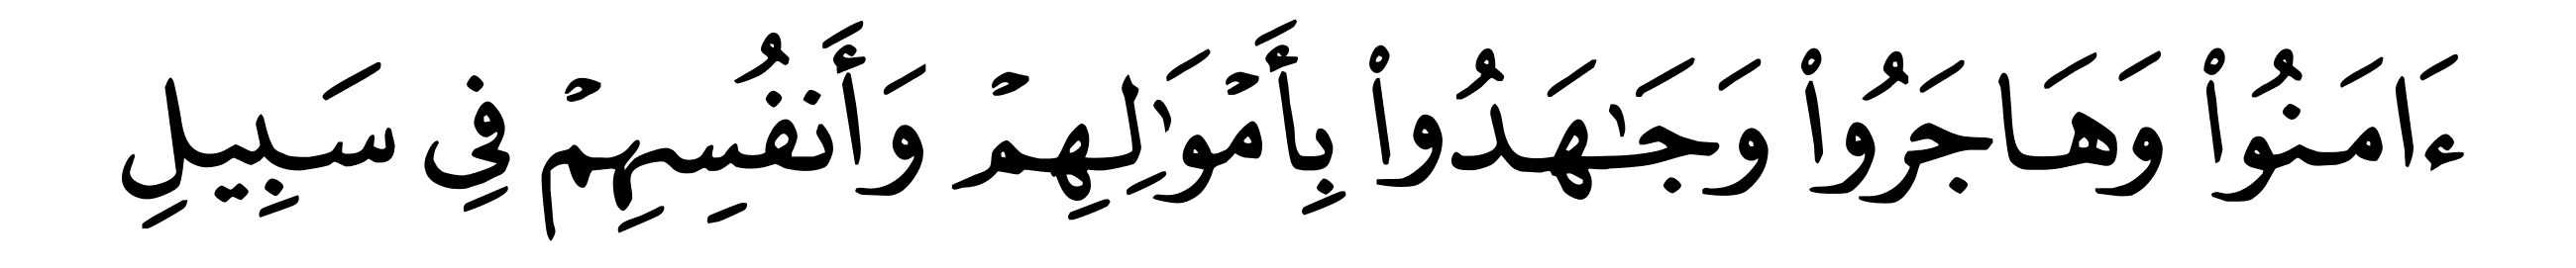 ءَامَنُوا۟ وَهَاجَرُوا۟ وَجَـٰهَدُوا۟ بِأَمْوَٰلِهِمْ وَأَنفُسِهِمْ فِى سَبِيلِ